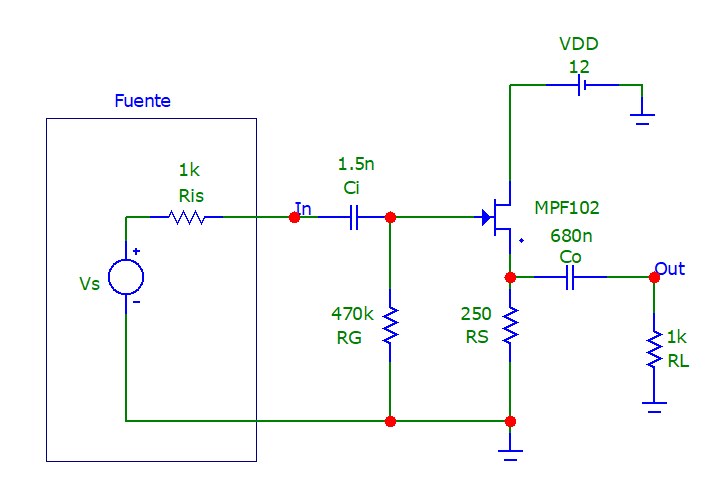 VDD
12
Fuente
1k
Ris
In
1.5n
Ci
MPF102
680n
Co
Out
+
Vs
-
470k
RG
250
RS
1k
RL